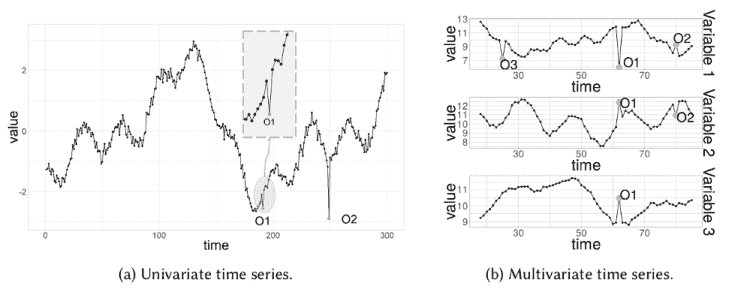 2
0
-2
value
0
100
200
300
time
O1
O1
O2
(a) Univariate time series.
13
11
9
7
value
O3
O1
O2
30
50
70
time
Variable 1
12
11
10
9
8
value
O1
O2
30
50
70
time
Variable 2
11
10
9
value
O1
30
50
70
time
Variable 3
(b) Multivariate time series.